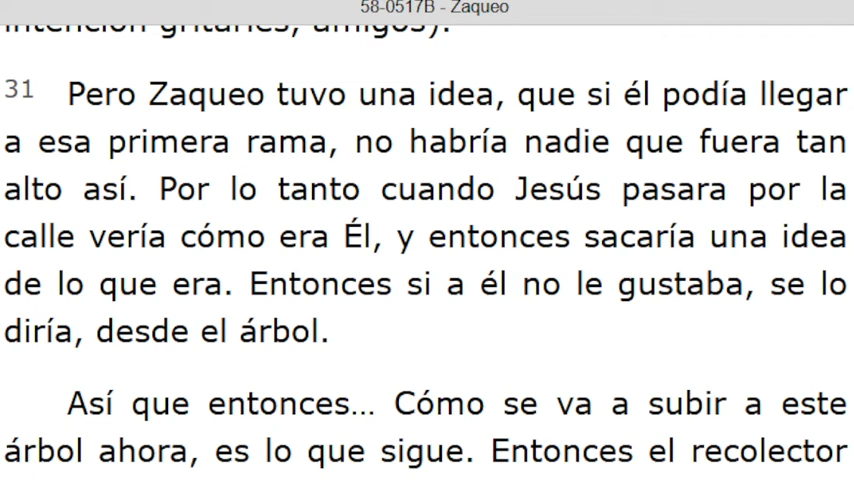 58-0517B - Zaqueo
intención gritarles, amigos).
31 Pero Zaqueo tuvo una idea, que si él podía llegar
a esa primera rama, no habría nadie que fuera tan
alto así. Por lo tanto cuando Jesús pasara por la
calle vería cómo era Él, y entonces sacaría una idea
de lo que era. Entonces si a él no le gustaba, se lo
diría, desde el árbol.
Así que entonces... Cómo se va a subir a este
árbol ahora, es lo que sigue. Entonces el recolector